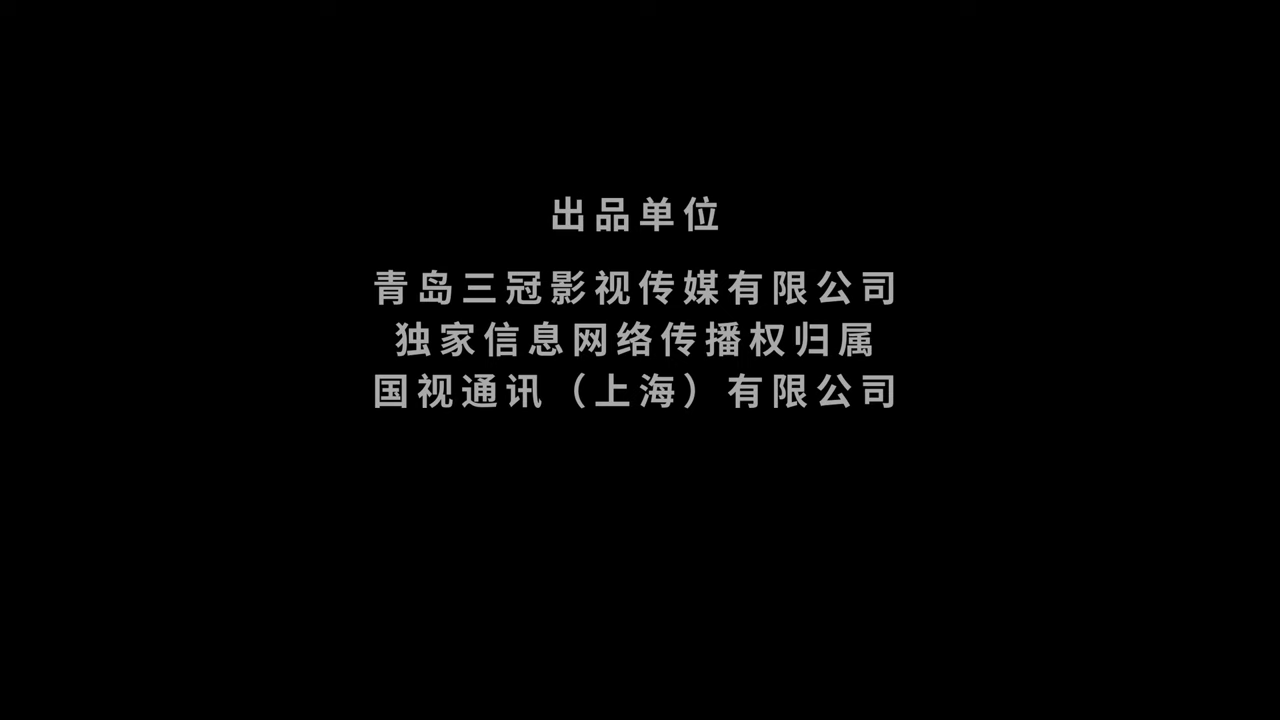 出品单位
青岛三冠影视传媒有限公司
独家信息网络传播权归属
国视通讯（上海）有限公司